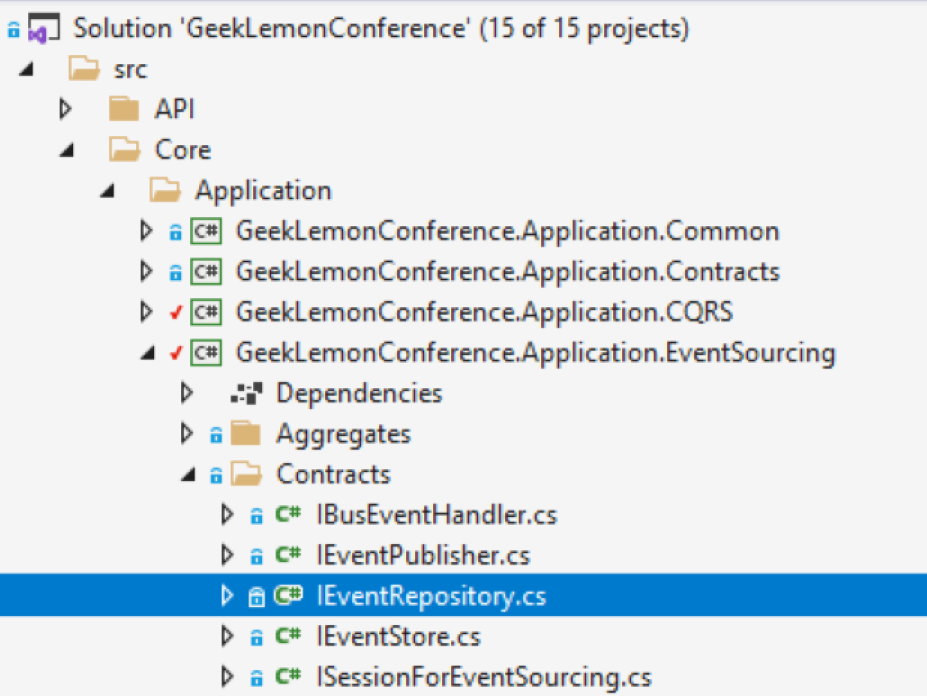 Solution 'GeekLemonConference' (15 of 15 projects)
src
API
Core
Application
C# GeekLemonConference.Application.Common
C# GeekLemonConference.Application.Contracts
C# GeekLemonConference.Application.CQRS
C# GeekLemonConference.Application.EventSourcing
Dependencies
Aggregates
Contracts
C# IBusEventHandler.cs
C# IEventPublisher.cs
C# IEventRepository.cs
C# IEventStore.cs
C# ISessionForEventSourcing.cs